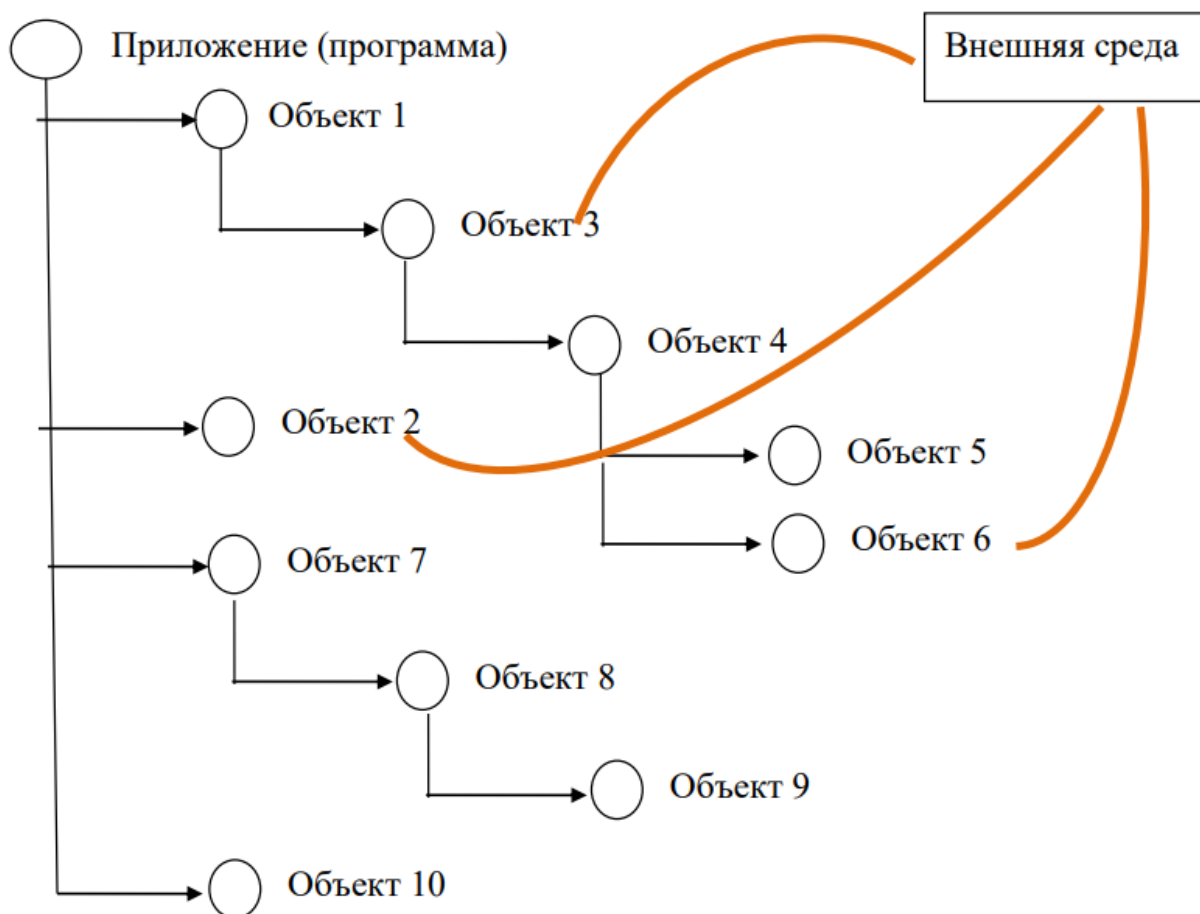 Приложение (программа)
Внешняя среда
Объект 1
Объект 3
Объект 4
Объект 2
Объект 5
Объект 6
Объект 7
Объект 8
Объект 9
Объект 10